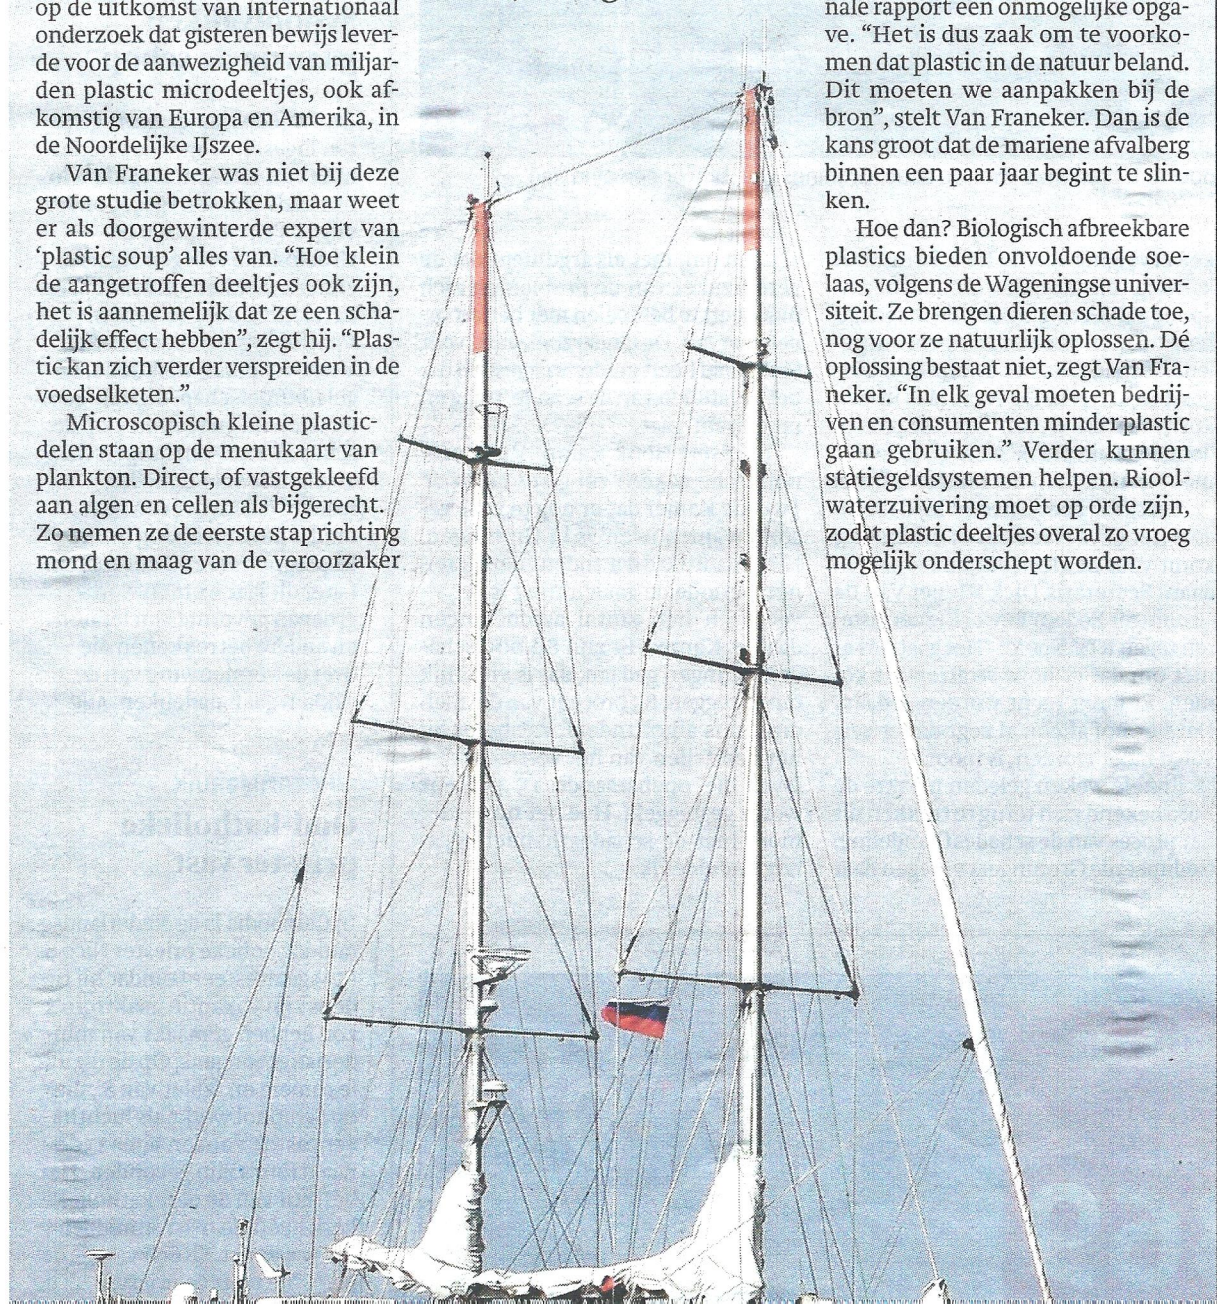 op de uitkomst van internationaal
onderzoek dat gisteren bewijs lever-
de voor de aanwezigheid van miljar-
den plastic microdeeltjes, ook af-
komstig van Europa en Amerika, in
de Noordelijke IJszee.
Van Franeker was niet bij deze
grote studie betrokken, maar weet
er als doorgewinterde expert van
‘plastic soup’ alles van. “Hoe klein
de aangetroffen deeltjes ook zijn,
het is aannemelijk dat ze een scha-
delijk effect hebben”, zegt hij. “Plas-
tic kan zich verder verspreiden in de
voedselketen.”
Microscopisch kleine plastic-
delen staan op de menukaart van
plankton. Direct, of vastgekleefd
aan algen en cellen als bijgerecht.
Zo nemen ze de eerste stap richting
mond en maag van de veroorzaker
nale rapport een onmogelijke opga-
ve. “Het is dus zaak om te voorko-
men dat plastic in de natuur beland.
Dit moeten we aanpakken bij de
bron”, stelt Van Franeker. Dan is de
kans groot dat de mariene afvalberg
binnen een paar jaar begint te slin-
ken.
Hoe dan? Biologisch afbreekbare
plastics bieden onvoldoende soe-
laas, volgens de Wageningse univer-
siteit. Ze brengen dieren schade toe,
nog voor ze natuurlijk oplossen. Dé
oplossing bestaat niet, zegt Van Fra-
neker. “In elk geval moeten bedrij-
ven en consumenten minder plastic
gaan gebruiken.” Verder kunnen
statiegeldsystemen helpen. Riool-
waterzuivering moet op orde zijn,
zodat plastic deeltjes overal zo vroeg
mogelijk onderschept worden.